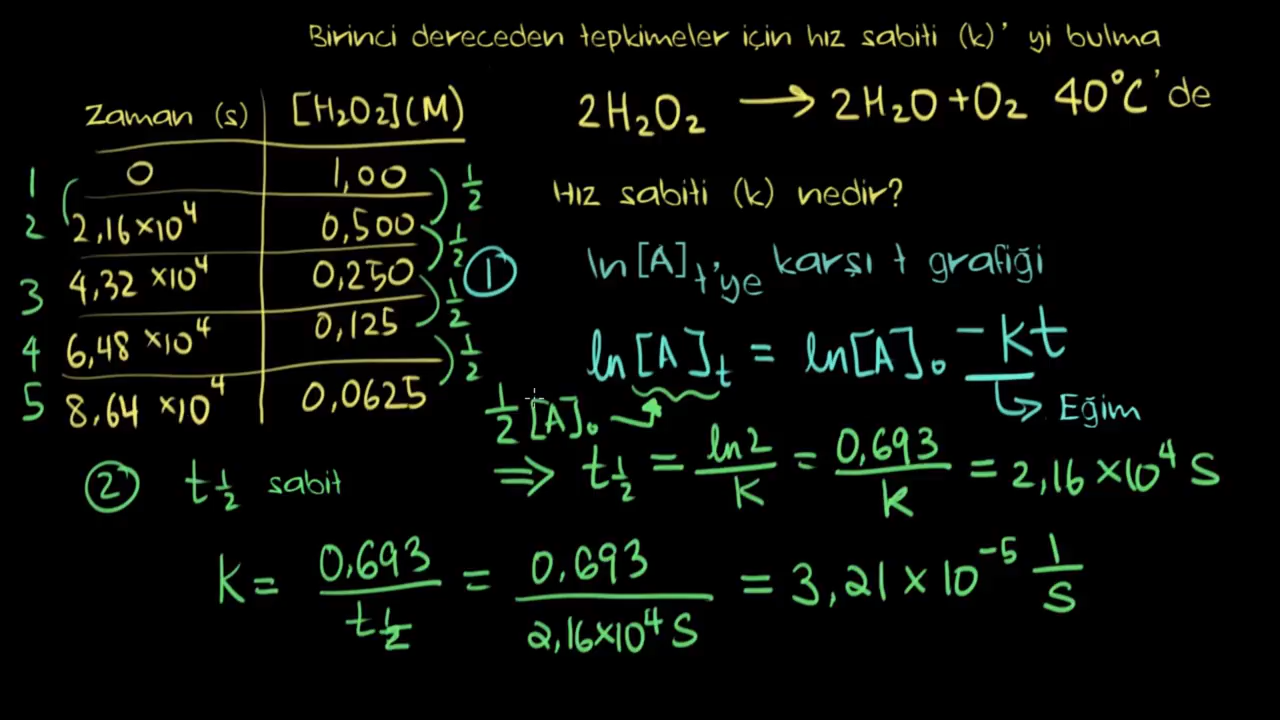 Birinci dereceden tepkimeler için hız sabiti (k)' yi bulma
2H₂O₂ → 2H₂O + O₂ 40°C'de
Zaman (s) [H₂O₂](M)
1 0 1,00
1/2
2 2,16×10⁴ 0,500
1/2
3 4,32×10⁴ 0,250
1/2
4 6,48×10⁴ 0,125
1/2
5 8,64×10⁴ 0,0625
Hız sabiti (k) nedir?
① ln[A]t'ye karşı t grafiği
ln[A]t = ln[A]₀ -kt
Eğim
1/2[A]₀
② t1/2 sabit
⇒ t1/2 = ln2/k = 0,693/k = 2,16×10⁴ S
k = 0,693/t1/2 = 0,693/2,16×10⁴ S = 3,21×10⁻⁵ 1/s